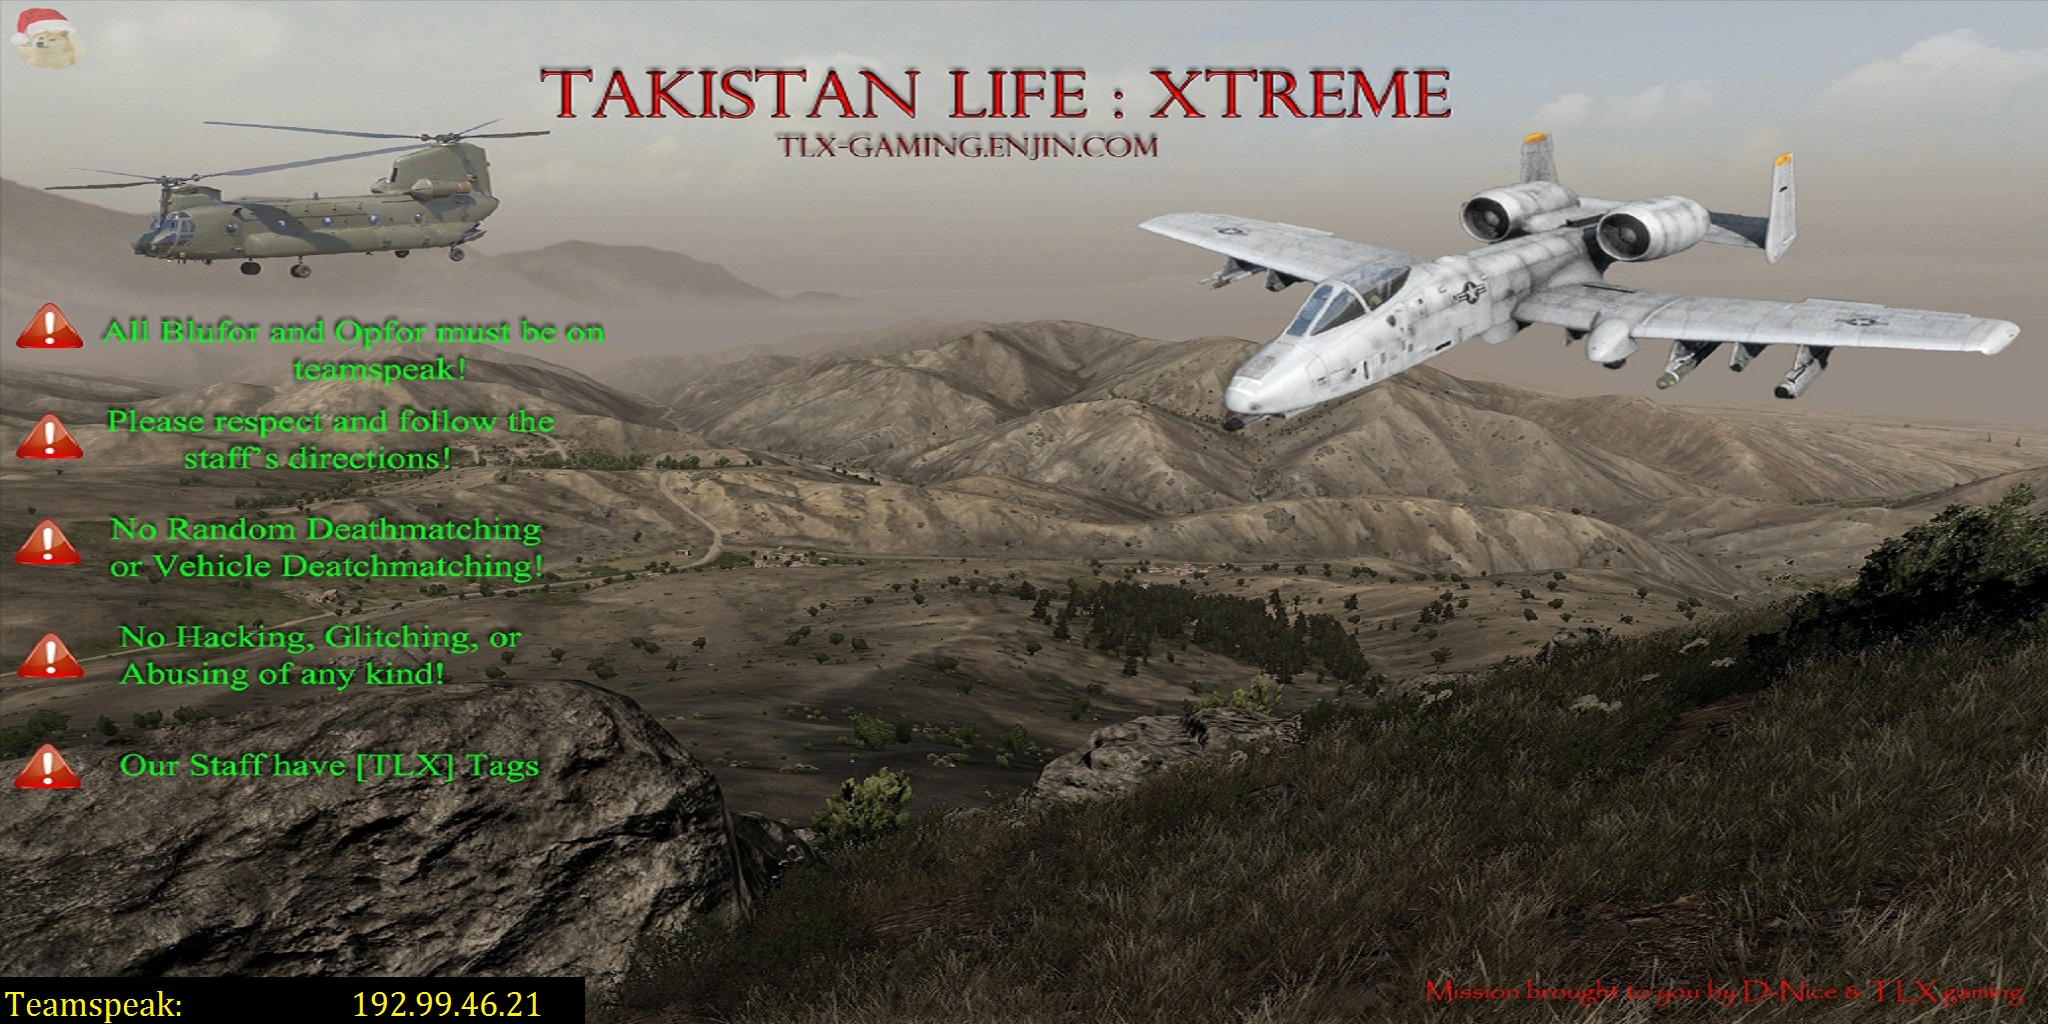 TAKISTAN LIFE : XTREME
TLX-GAMING.ENJIN.COM
All Blufor and Opfor must be on
teamspeak!
Please respect and follow the
staff's directions!
No Random Deathmatching
or Vehicle Deatchmatching!
No Hacking, Glitching, or
Abusing of any kind!
Our Staff have [TLX] Tags
Teamspeak: 192.99.46.21
Mission brought to you by D-Nice & TLX gaming